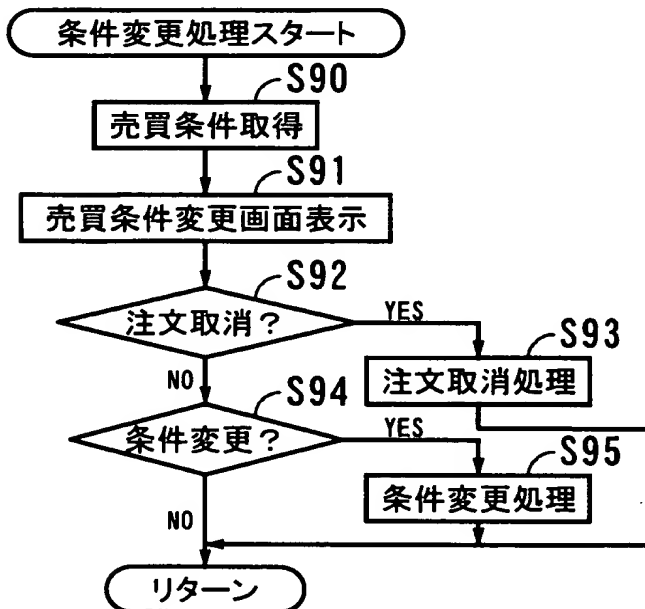 条件変更処理スタート
S90
売買条件取得
S91
売買条件変更画面表示
S92
注文取消?
YES
S93
注文取消処理
NO
S94
条件変更?
YES
S95
条件変更処理
NO
リターン